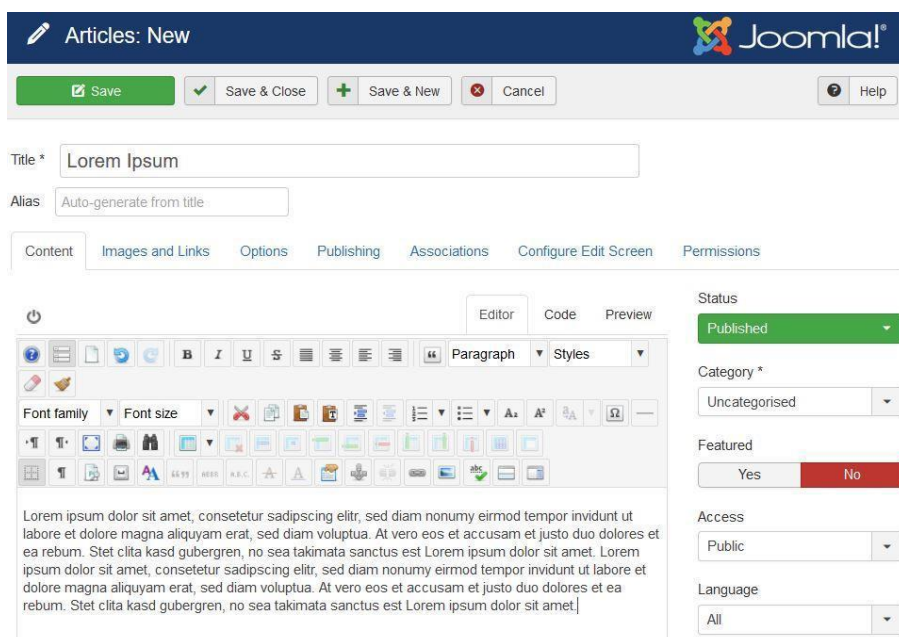 Articles: New
Joomla!®
Save
Save & Close
Save & New
Cancel
Help
Title *
Lorem Ipsum
Alias
Auto-generate from title
Content
Images and Links
Options
Publishing
Associations
Configure Edit Screen
Permissions
Editor
Code
Preview
Paragraph
Styles
Font family
Font size
Lorem ipsum dolor sit amet, consetetur sadipscing elitr, sed diam nonumy eirmod tempor invidunt ut
labore et dolore magna aliquyam erat, sed diam voluptua. At vero eos et accusam et justo duo dolores et
ea rebum. Stet clita kasd gubergren, no sea takimata sanctus est Lorem ipsum dolor sit amet. Lorem
ipsum dolor sit amet, consetetur sadipscing elitr, sed diam nonumy eirmod tempor invidunt ut labore et
dolore magna aliquyam erat, sed diam voluptua. At vero eos et accusam et justo duo dolores et ea
rebum. Stet clita kasd gubergren, no sea takimata sanctus est Lorem ipsum dolor sit amet.
Status
Published
Category *
Uncategorised
Featured
Yes
No
Access
Public
Language
All